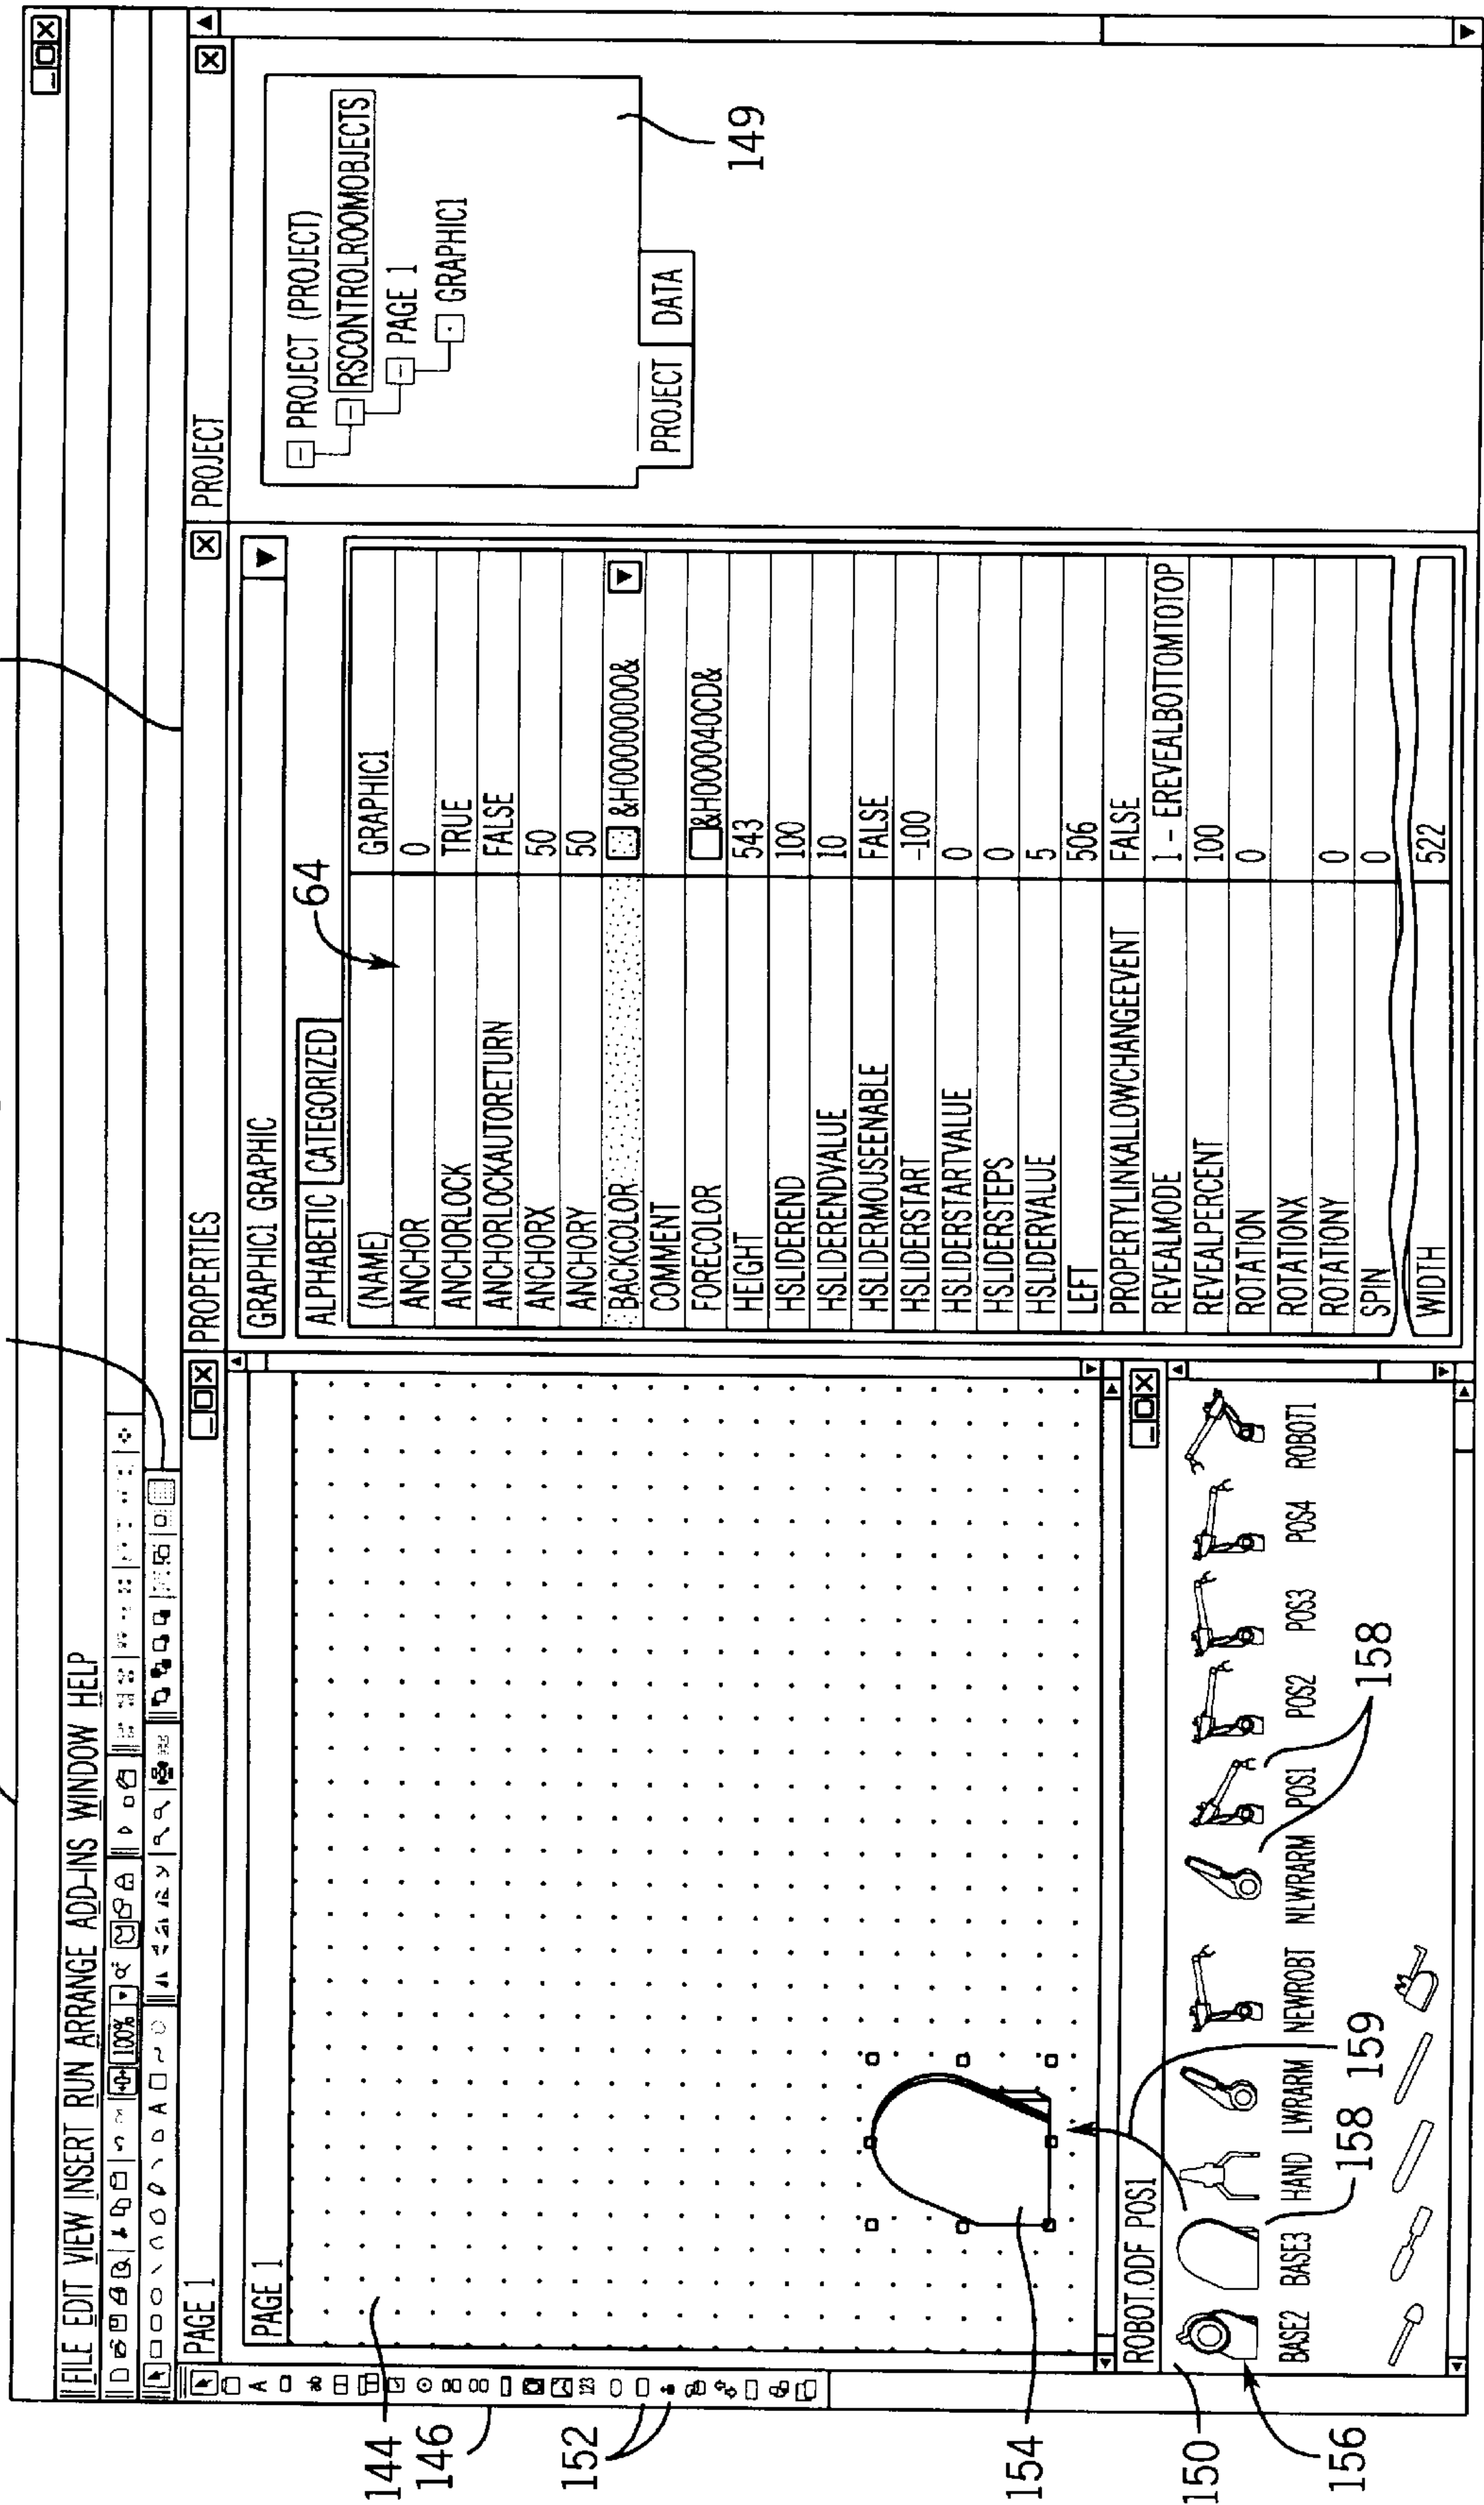 FILE EDIT VIEW INSERT RUN ARRANGE ADD-INS WINDOW HELP
100%
A
PAGE 1
PAGE 1
A
ab
123
144
146
152
154
ROBOT.ODF POS1
BASE2 BASE3 HAND LWRARM NEWROBT NLWRARM POS1 POS2 POS3 POS4 ROBOT1
150
156
158
159
158
PROPERTIES
GRAPHIC1 GRAPHIC
ALPHABETIC CATEGORIZED
64
(NAME) GRAPHIC1
ANCHOR 0
ANCHORLOCK TRUE
ANCHORLOCKAUTORETURN FALSE
ANCHORX 50
ANCHORY 50
BACKCOLOR &H00000000&
COMMENT
FORECOLOR &H000040CD&
HEIGHT 543
HSLIDEREND 100
HSLIDERENDVALUE 10
HSLIDERMOUSEENABLE FALSE
HSLIDERSTART -100
HSLIDERSTARTVALUE 0
HSLIDERSTEPS 0
HSLIDERVALUE 5
LEFT 506
PROPERTYLINKALLOWCHANGEEVENT FALSE
REVEALMODE 1 - EREVEALBOTTOMTOTOP
REVEALPERCENT 100
ROTATION 0
ROTATIONX
ROTATIONY 0
SPIN 0
WIDTH 522
PROJECT
PROJECT (PROJECT)
RSCONTROLROOMOBJECTS
PAGE 1
GRAPHIC1
PROJECT DATA
149